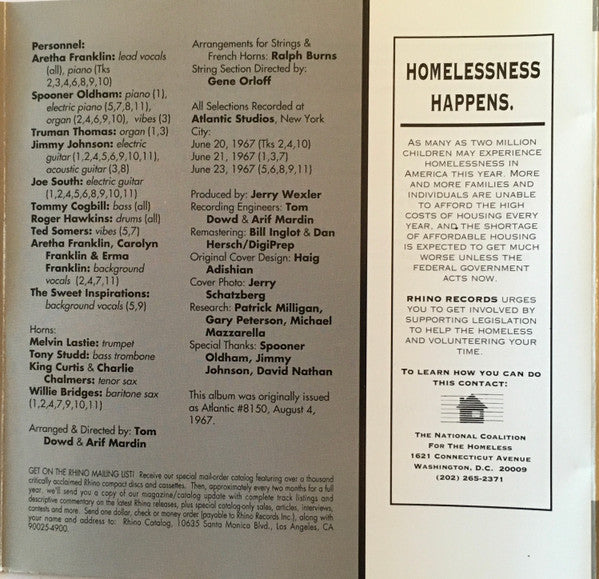 Personnel:
Aretha Franklin: lead vocals
(all), piano (Tks
2,3,4,6,8,9,10)
Spooner Oldham: piano (1),
electric piano (5,7,8,11),
organ (2,4,6,9,10), vibes (3)
Truman Thomas: organ (1,3)
Jimmy Johnson: electric
guitar (1,2,4,5,6,9,10,11),
acoustic guitar (3,8)
Joe South: electric guitar
(1,2,4,5,6,8,9,10,11)
Tommy Cogbill: bass (all)
Roger Hawkins: drums (all)
Ted Somers: vibes (5,7)
Aretha Franklin, Carolyn
Franklin & Erma
Franklin: background
vocals (2,4,7,11)
The Sweet Inspirations:
background vocals (5,9)
Horns:
Melvin Lastie: trumpet
Tony Studd: bass trombone
King Curtis & Charlie
Chalmers: tenor sax
Willie Bridges: baritone sax
(1,2,4,7,9,10,11)
Arranged & Directed by: Tom
Dowd & Arif Mardin
Arrangements for Strings &
French Horns: Ralph Burns
String Section Directed by:
Gene Orloff
All Selections Recorded at
Atlantic Studios, New York
City:
June 20, 1967 (Tks 2,4,10)
June 21, 1967 (1,3,7)
June 23, 1967 (5,6,8,9,11)
Produced by: Jerry Wexler
Recording Engineers: Tom
Dowd & Arif Mardin
Remastering: Bill Inglot & Dan
Hersch/DigiPrep
Original Cover Design: Haig
Adishian
Cover Photo: Jerry
Schatzberg
Research: Patrick Milligan,
Gary Peterson, Michael
Mazzarella
Special Thanks: Spooner
Oldham, Jimmy
Johnson, David Nathan
This album was originally issued
as Atlantic #8150, August 4,
1967.
GET ON THE RHINO MAILING LIST! Receive our special mail-order catalog featuring over a thousand
critically acclaimed Rhino compact discs and cassettes. Then, approximately every two months for a full
year, we'll send you a copy of our magazine/catalog update with complete track listings and
descriptive commentary on the latest Rhino releases, plus special catalog-only sales, articles, interviews,
contests and more. Send one dollar, check or money order (payable to Rhino Records Inc.), along with
your name and address to: Rhino Catalog, 10635 Santa Monica Blvd., Los Angeles, CA
90025-4900.
HOMELESSNESS
HAPPENS.
AS MANY AS TWO MILLION
CHILDREN MAY EXPERIENCE
HOMELESSNESS IN
AMERICA THIS YEAR. MORE
AND MORE FAMILIES AND
INDIVIDUALS ARE UNABLE
TO AFFORD THE HIGH
COSTS OF HOUSING EVERY
YEAR, AND THE SHORTAGE
OF AFFORDABLE HOUSING
IS EXPECTED TO GET MUCH
WORSE UNLESS THE
FEDERAL GOVERNMENT
ACTS NOW.
RHINO RECORDS URGES
YOU TO GET INVOLVED BY
SUPPORTING LEGISLATION
TO HELP THE HOMELESS
AND VOLUNTEERING YOUR
TIME.
TO LEARN HOW YOU CAN DO
THIS CONTACT:
THE NATIONAL COALITION
FOR THE HOMELESS
1621 CONNECTICUT AVENUE
WASHINGTON, D.C. 20009
(202) 265-2371